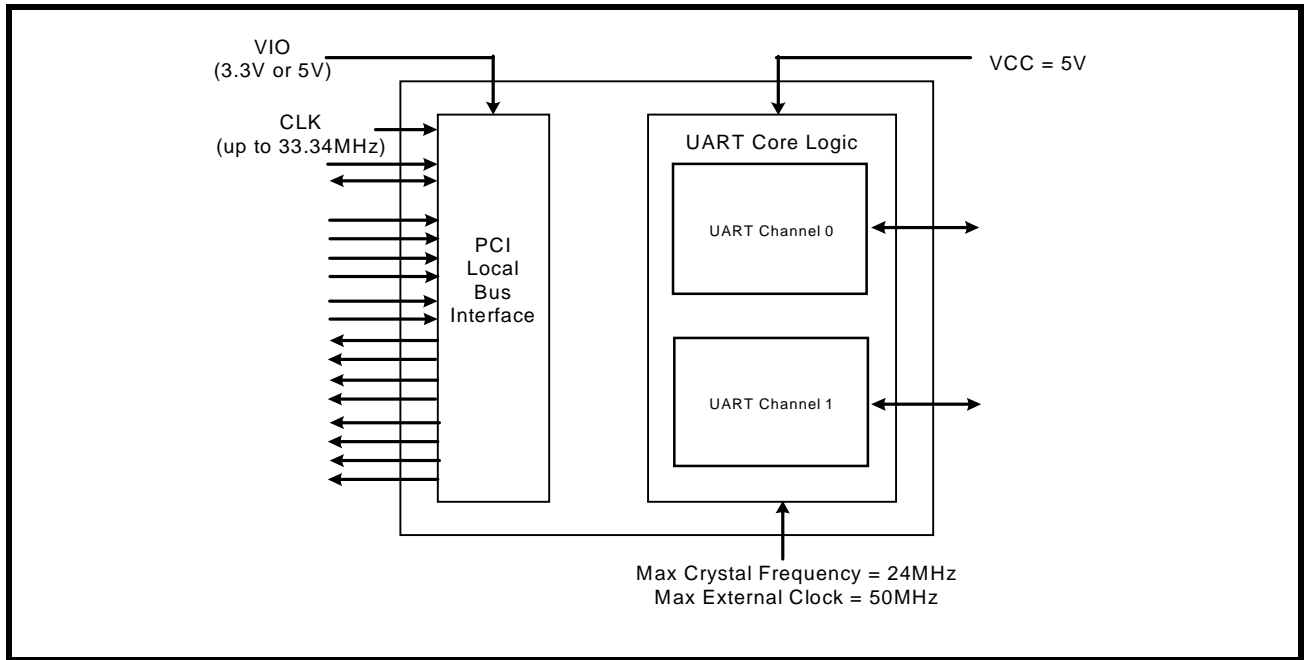 VIO
(3.3V or 5V)
VCC = 5V
CLK
(up to 33.34MHz)
UART Core Logic
UART Channel 0
PCI
Local
Bus
Interface
UART Channel 1
Max Crystal Frequency = 24MHz
Max External Clock = 50MHz